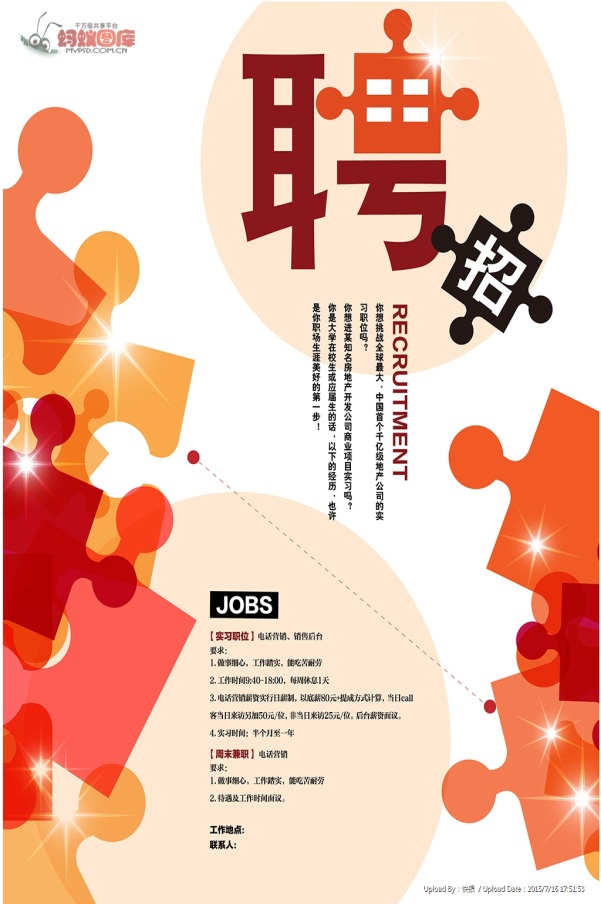 千万级共享平台
蚂蚁图库
MYPSD.COM.CN
聘
招
RECRUITMENT
你想挑战全球最大,中国首个千亿级地产公司的实
习职位吗?
你想进某知名房地产开发公司商业项目实习吗?
你是大学在校生或应届生的话,以下的经历,也许
是你职场生涯美好的第一步!
JOBS
【实习职位】电话营销、销售后台
要求:
1.做事细心,工作踏实,能吃苦耐劳
2.工作时间9:40-18:00,每周休息1天
3.电话营销薪资实行日薪制,以底薪80元+提成方式计算,当日call
客当日来访另加50元/位,非当日来访25元/位。后台薪资面议。
4.实习时间:半个月至一年
【周末兼职】电话营销
要求:
1.做事细心,工作踏实,能吃苦耐劳
2.待遇及工作时间面议。
工作地点:
联系人:
Upload By : 快摄 / Upload Date : 2015/7/16 17:51:53